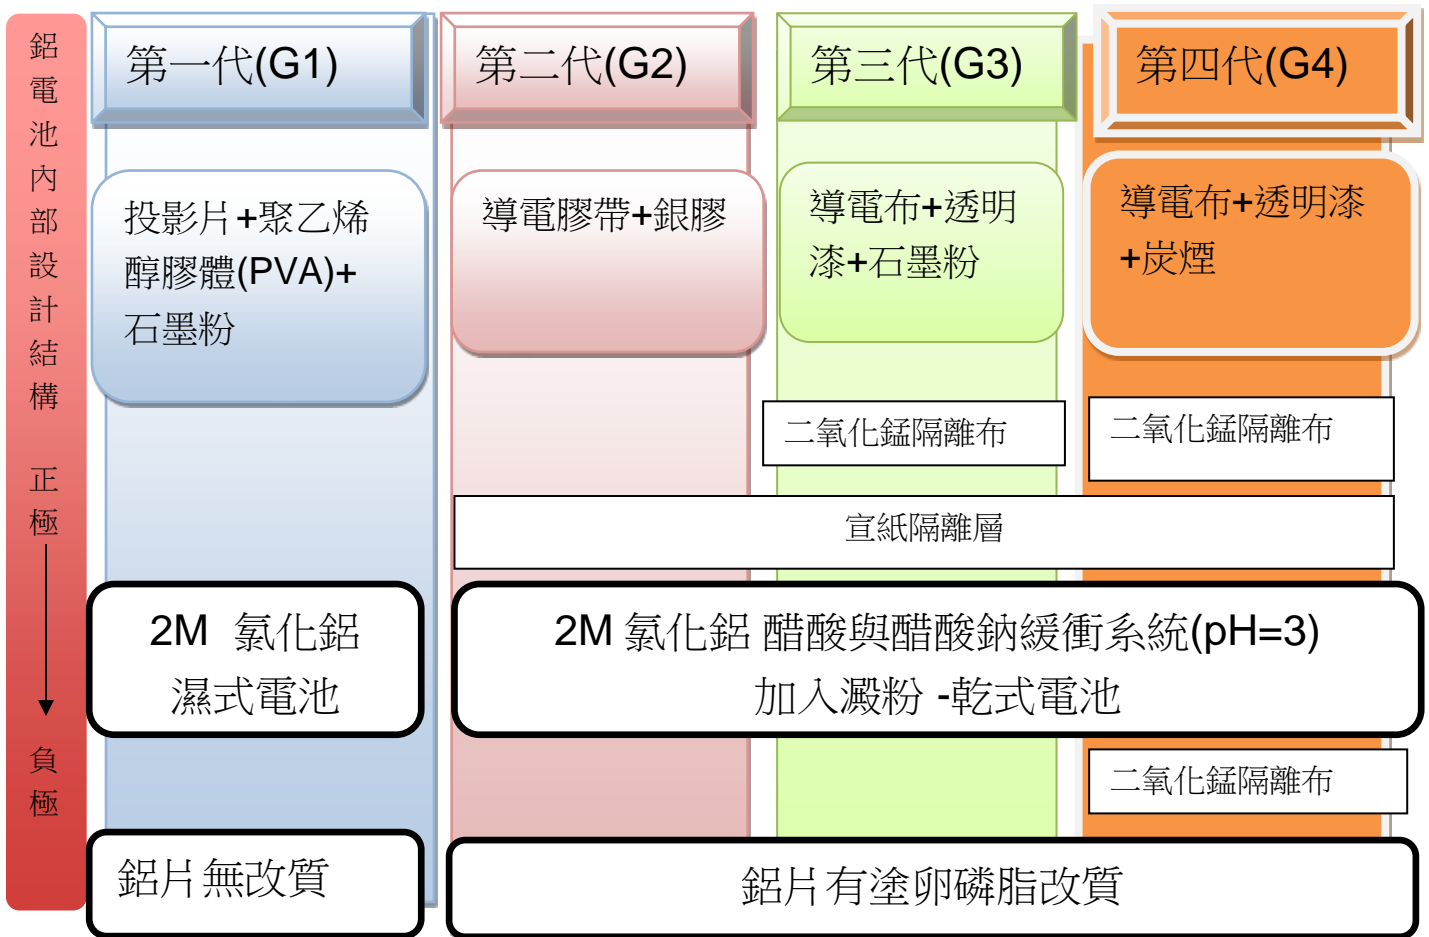 鋁電池內部設計結構 正極
負極
第一代(G1)
第二代(G2)
第三代(G3)
第四代(G4)
投影片+聚乙烯
醇膠體(PVA)+
石墨粉
導電膠帶+銀膠
導電布+透明
漆+石墨粉
導電布+透明漆
+炭煙
二氧化錳隔離布
二氧化錳隔離布
宣紙隔離層
2M 氯化鋁
濕式電池
2M 氯化鋁 醋酸與醋酸鈉緩衝系統(pH=3)
加入澱粉 -乾式電池
二氧化錳隔離布
鋁片無改質
鋁片有塗卵磷脂改質